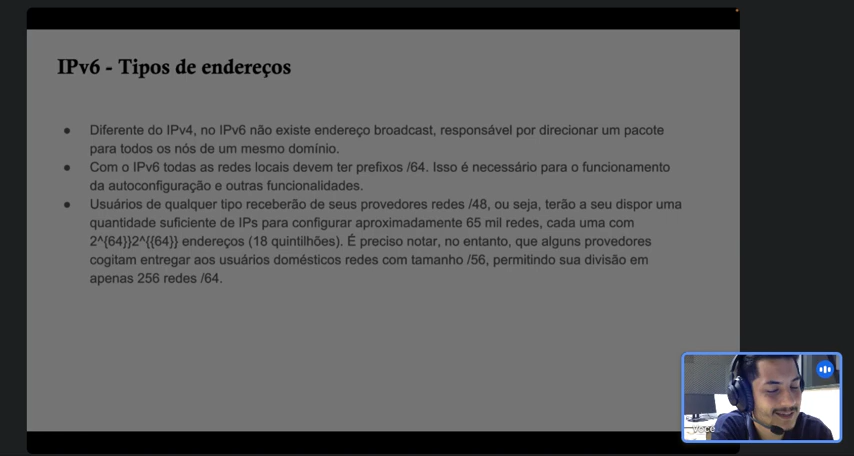 IPv6 - Tipos de endereços
● Diferente do IPv4, no IPv6 não existe endereço broadcast, responsável por direcionar um pacote
para todos os nós de um mesmo domínio.
● Com o IPv6 todas as redes locais devem ter prefixos /64. Isso é necessário para o funcionamento
da autoconfiguração e outras funcionalidades.
● Usuários de qualquer tipo receberão de seus provedores redes /48, ou seja, terão a seu dispor uma
quantidade suficiente de IPs para configurar aproximadamente 65 mil redes, cada uma com
2^{64}}2^{{64}} endereços (18 quintilhões). É preciso notar, no entanto, que alguns provedores
cogitam entregar aos usuários domésticos redes com tamanho /56, permitindo sua divisão em
apenas 256 redes /64.
Você